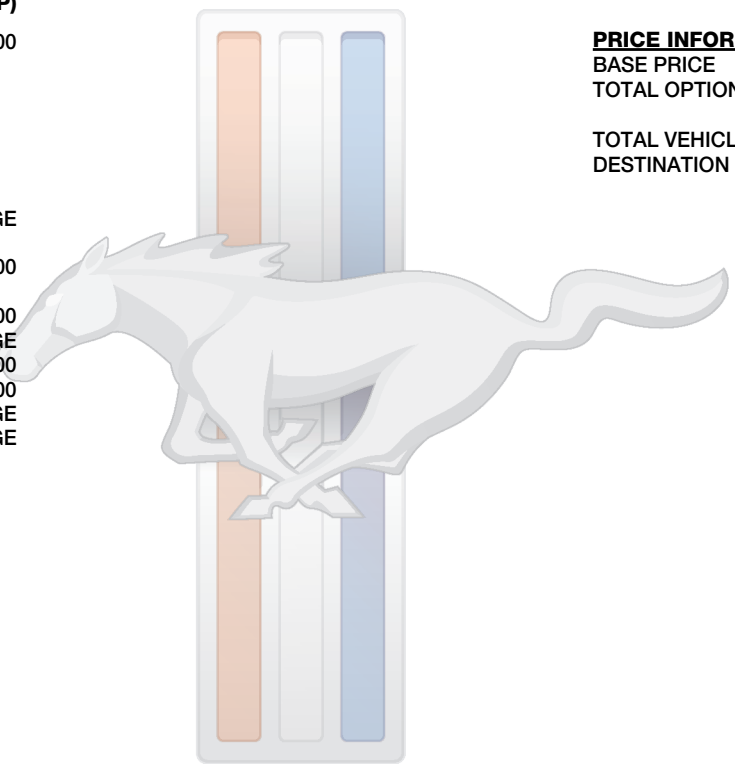 P)
00
GE
00
00
GE
00
00
GE
GE
PRICE INFOR
BASE PRICE
TOTAL OPTION
TOTAL VEHICL
DESTINATION